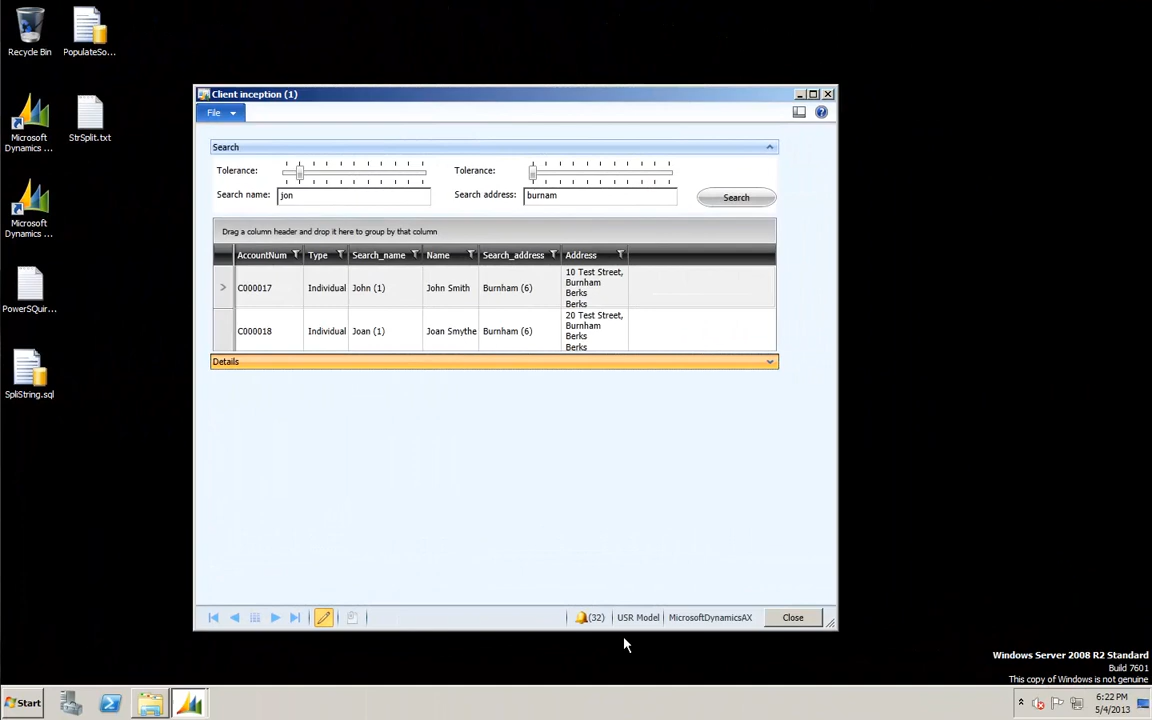 Recycle Bin
PopulateSo...
Microsoft
Dynamics ...
StrSplit.txt
Microsoft
Dynamics ...
PowerSQuir...
SpliString.sql
Client inception (1)
File
Search
Tolerance:
Tolerance:
Search name:
jon
Search address:
burnam
Search
Drag a column header and drop it here to group by that column
AccountNum Type Search_name Name Search_address Address
C000017 Individual John (1) John Smith Burnham (6)
10 Test Street,
Burnham
Berks
Berks
C000018 Individual Joan (1) Joan Smythe Burnham (6)
20 Test Street,
Burnham
Berks
Berks
Details
(32) USR Model MicrosoftDynamicsAX Close
Windows Server 2008 R2 Standard
Build 7601
This copy of Windows is not genuine
Start
6:22 PM
5/4/2013